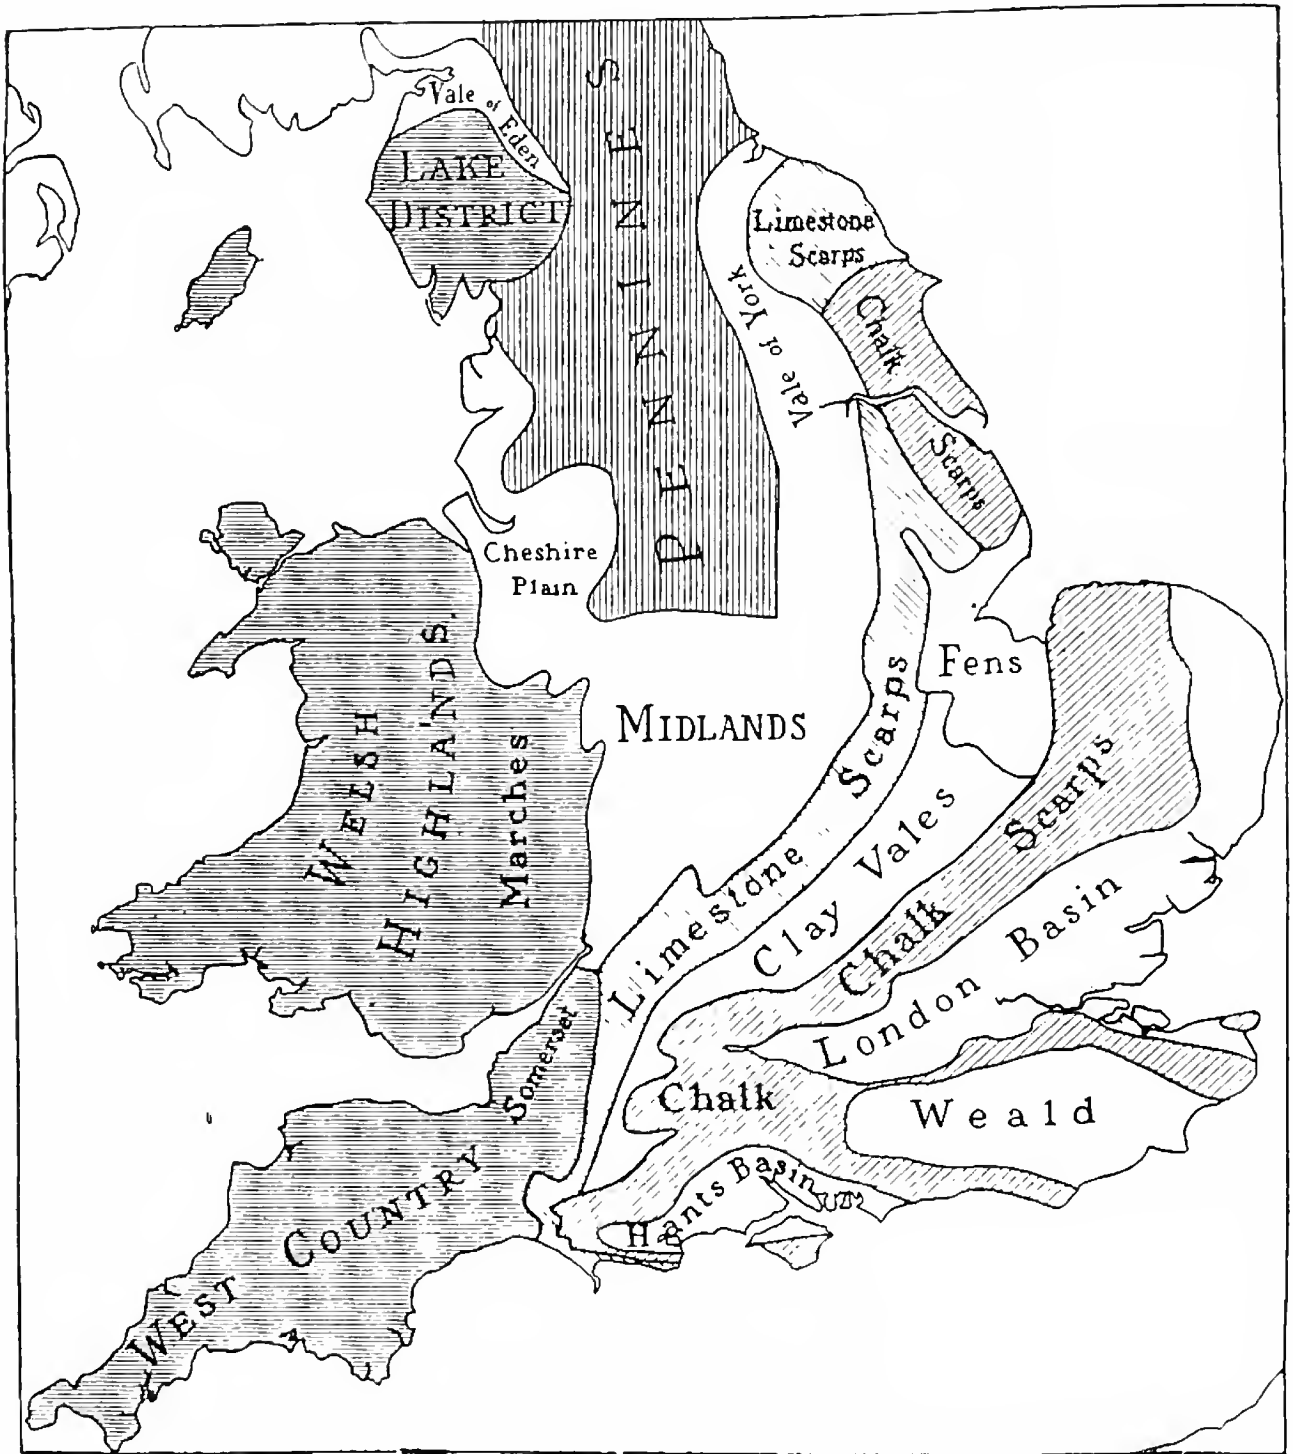 Vale of Eden
LAKE
DISTRICT
PENNINES
Limestone
Scarps
Vale of York
Chalk
Scarps
Cheshire
Plain
Fens
MIDLANDS
WELSH
HIGHLANDS
Marches
Limestone Scarps
Clay Vales
Chalk Scarps
London Basin
Somerset
Chalk
Weald
Hants Basin
WEST COUNTRY